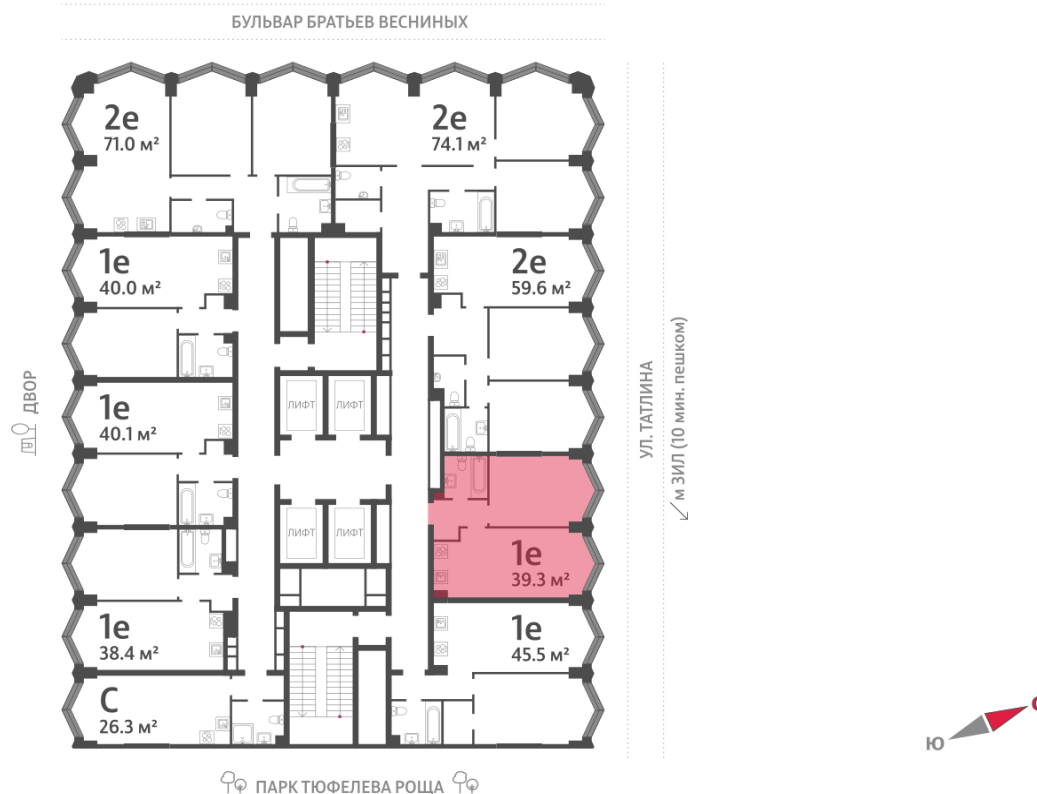 БУЛЬВАР БРАТЬЕВ ВЕСНИНЫХ
2е
71.0 м²
2е
74.1 м²
1е
40.0 м²
2е
59.6 м²
ДВОР
1е
40.1 м²
ЛИФТ
ЛИФТ
УЛ. ТАТЛИНА
м ЗИЛ (10 мин. пешком)
ЛИФТ
ЛИФТ
1е
39.3 м²
1е
38.4 м²
1е
45.5 м²
С
26.3 м²
Ю
ПАРК ТЮФЕЛЕВА РОЩА